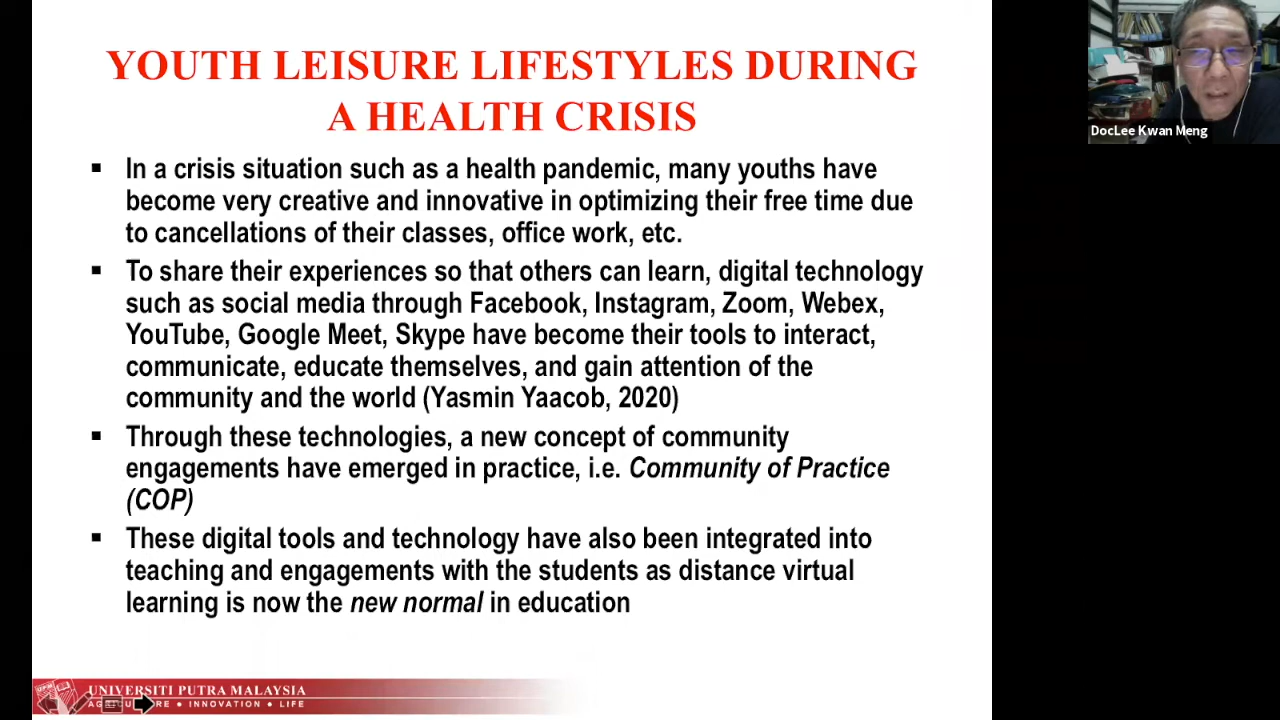 YOUTH LEISURE LIFESTYLES DURING
A HEALTH CRISIS
▪ In a crisis situation such as a health pandemic, many youths have
become very creative and innovative in optimizing their free time due
to cancellations of their classes, office work, etc.
▪ To share their experiences so that others can learn, digital technology
such as social media through Facebook, Instagram, Zoom, Webex,
YouTube, Google Meet, Skype have become their tools to interact,
communicate, educate themselves, and gain attention of the
community and the world (Yasmin Yaacob, 2020)
▪ Through these technologies, a new concept of community
engagements have emerged in practice, i.e. Community of Practice
(COP)
▪ These digital tools and technology have also been integrated into
teaching and engagements with the students as distance virtual
learning is now the new normal in education
UNIVERSITI PUTRA MALAYSIA
● INNOVATION ● LIFE
DocLee Kwan Meng